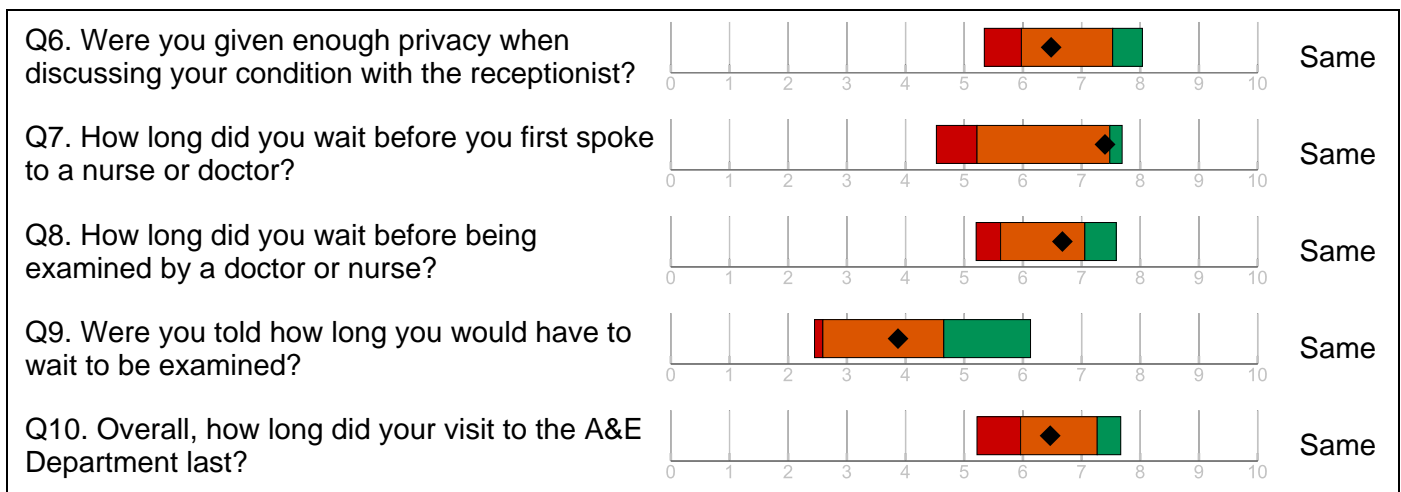 Q6. Were you given enough privacy when
discussing your condition with the receptionist?
0 1 2 3 4 5 6 7 8 9 10
Same
Q7. How long did you wait before you first spoke
to a nurse or doctor?
0 1 2 3 4 5 6 7 8 9 10
Same
Q8. How long did you wait before being
examined by a doctor or nurse?
0 1 2 3 4 5 6 7 8 9 10
Same
Q9. Were you told how long you would have to
wait to be examined?
0 1 2 3 4 5 6 7 8 9 10
Same
Q10. Overall, how long did your visit to the A&E
Department last?
0 1 2 3 4 5 6 7 8 9 10
Same